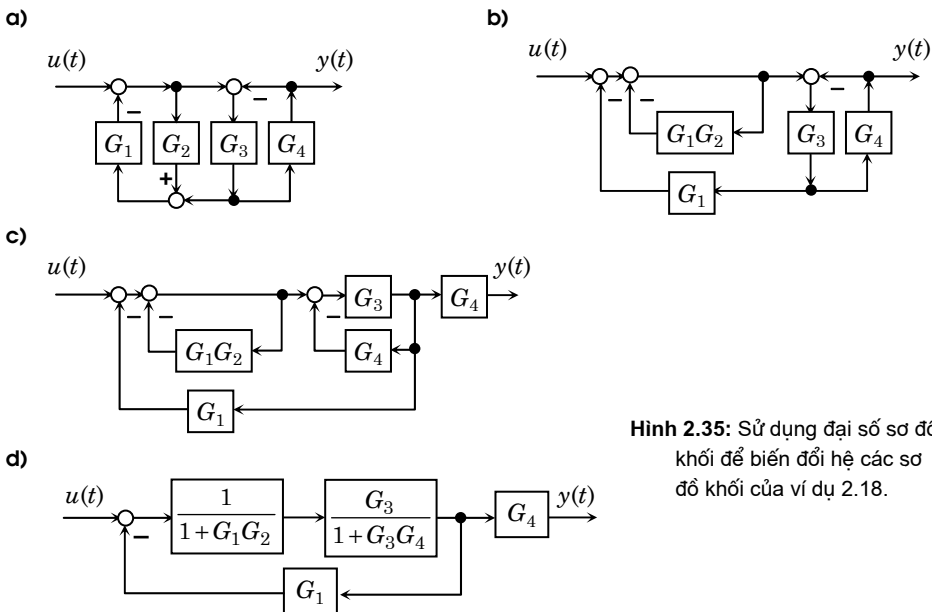 a)
u(t)
y(t)
−
−
G₁
G₂
G₃
G₄
+
b)
u(t)
y(t)
−
−
−
G₁G₂
G₃
G₄
G₁
c)
u(t)
y(t)
G₃
G₄
−
−
−
G₁G₂
G₄
G₁
Hình 2.35: Sử dụng đại số sơ đồ
khối để biến đổi hệ các sơ
đồ khối của ví dụ 2.18.
d)
u(t)
1
1+G₁G₂
G₃
1+G₃G₄
G₄
y(t)
−
G₁